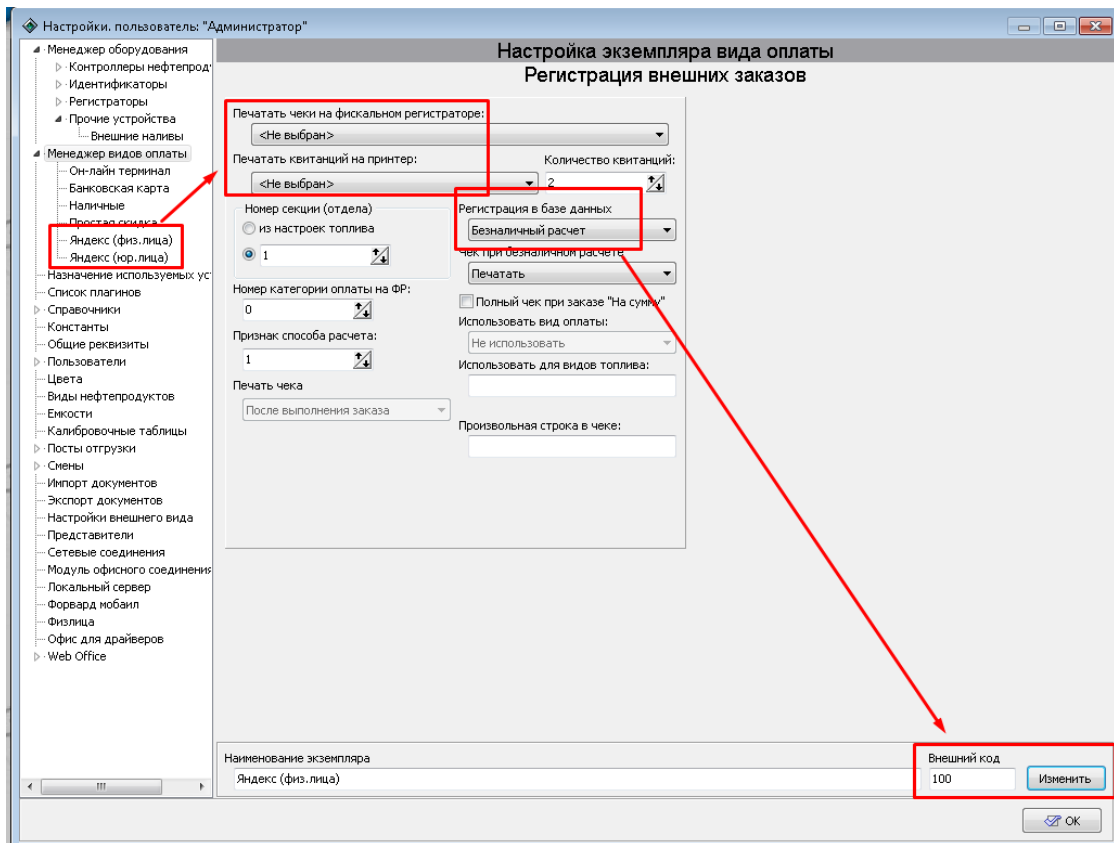 Настройки. пользователь: "Администратор"
Менеджер оборудования
Контроллеры нефтепрод
Идентификаторы
Регистраторы
Прочие устройства
Внешние наливы
Менеджер видов оплаты
Он-лайн терминал
Банковская карта
Наличные
Простая скидка
Яндекс (физ.лица)
Яндекс (юр.лица)
Назначение используемых ус
Список плагинов
Справочники
Константы
Общие реквизиты
Пользователи
Цвета
Виды нефтепродуктов
Емкости
Калибровочные таблицы
Посты отгрузки
Смены
Импорт документов
Экспорт документов
Настройки внешнего вида
Представители
Сетевые соединения
Модуль офисного соединения
Локальный сервер
Форвард мобаил
Физлица
Офис для драйверов
Web Office
Настройка экземпляра вида оплаты
Регистрация внешних заказов
Печатать чеки на фискальном регистраторе:
<Не выбран>
Печатать квитанций на принтер:
Количество квитанций:
<Не выбран>
2
Номер секции (отдела)
из настроек топлива
1
Номер категории оплаты на ФР:
0
Признак способа расчета:
1
Печать чека
После выполнения заказа
Регистрация в базе данных
Безналичный расчет
Чек при безналичном расчете
Печатать
Полный чек при заказе "На сумму"
Использовать вид оплаты:
Не использовать
Использовать для видов топлива:
Произвольная строка в чеке:
Наименование экземпляра
Яндекс (физ.лица)
Внешний код
100
Изменить
ОК